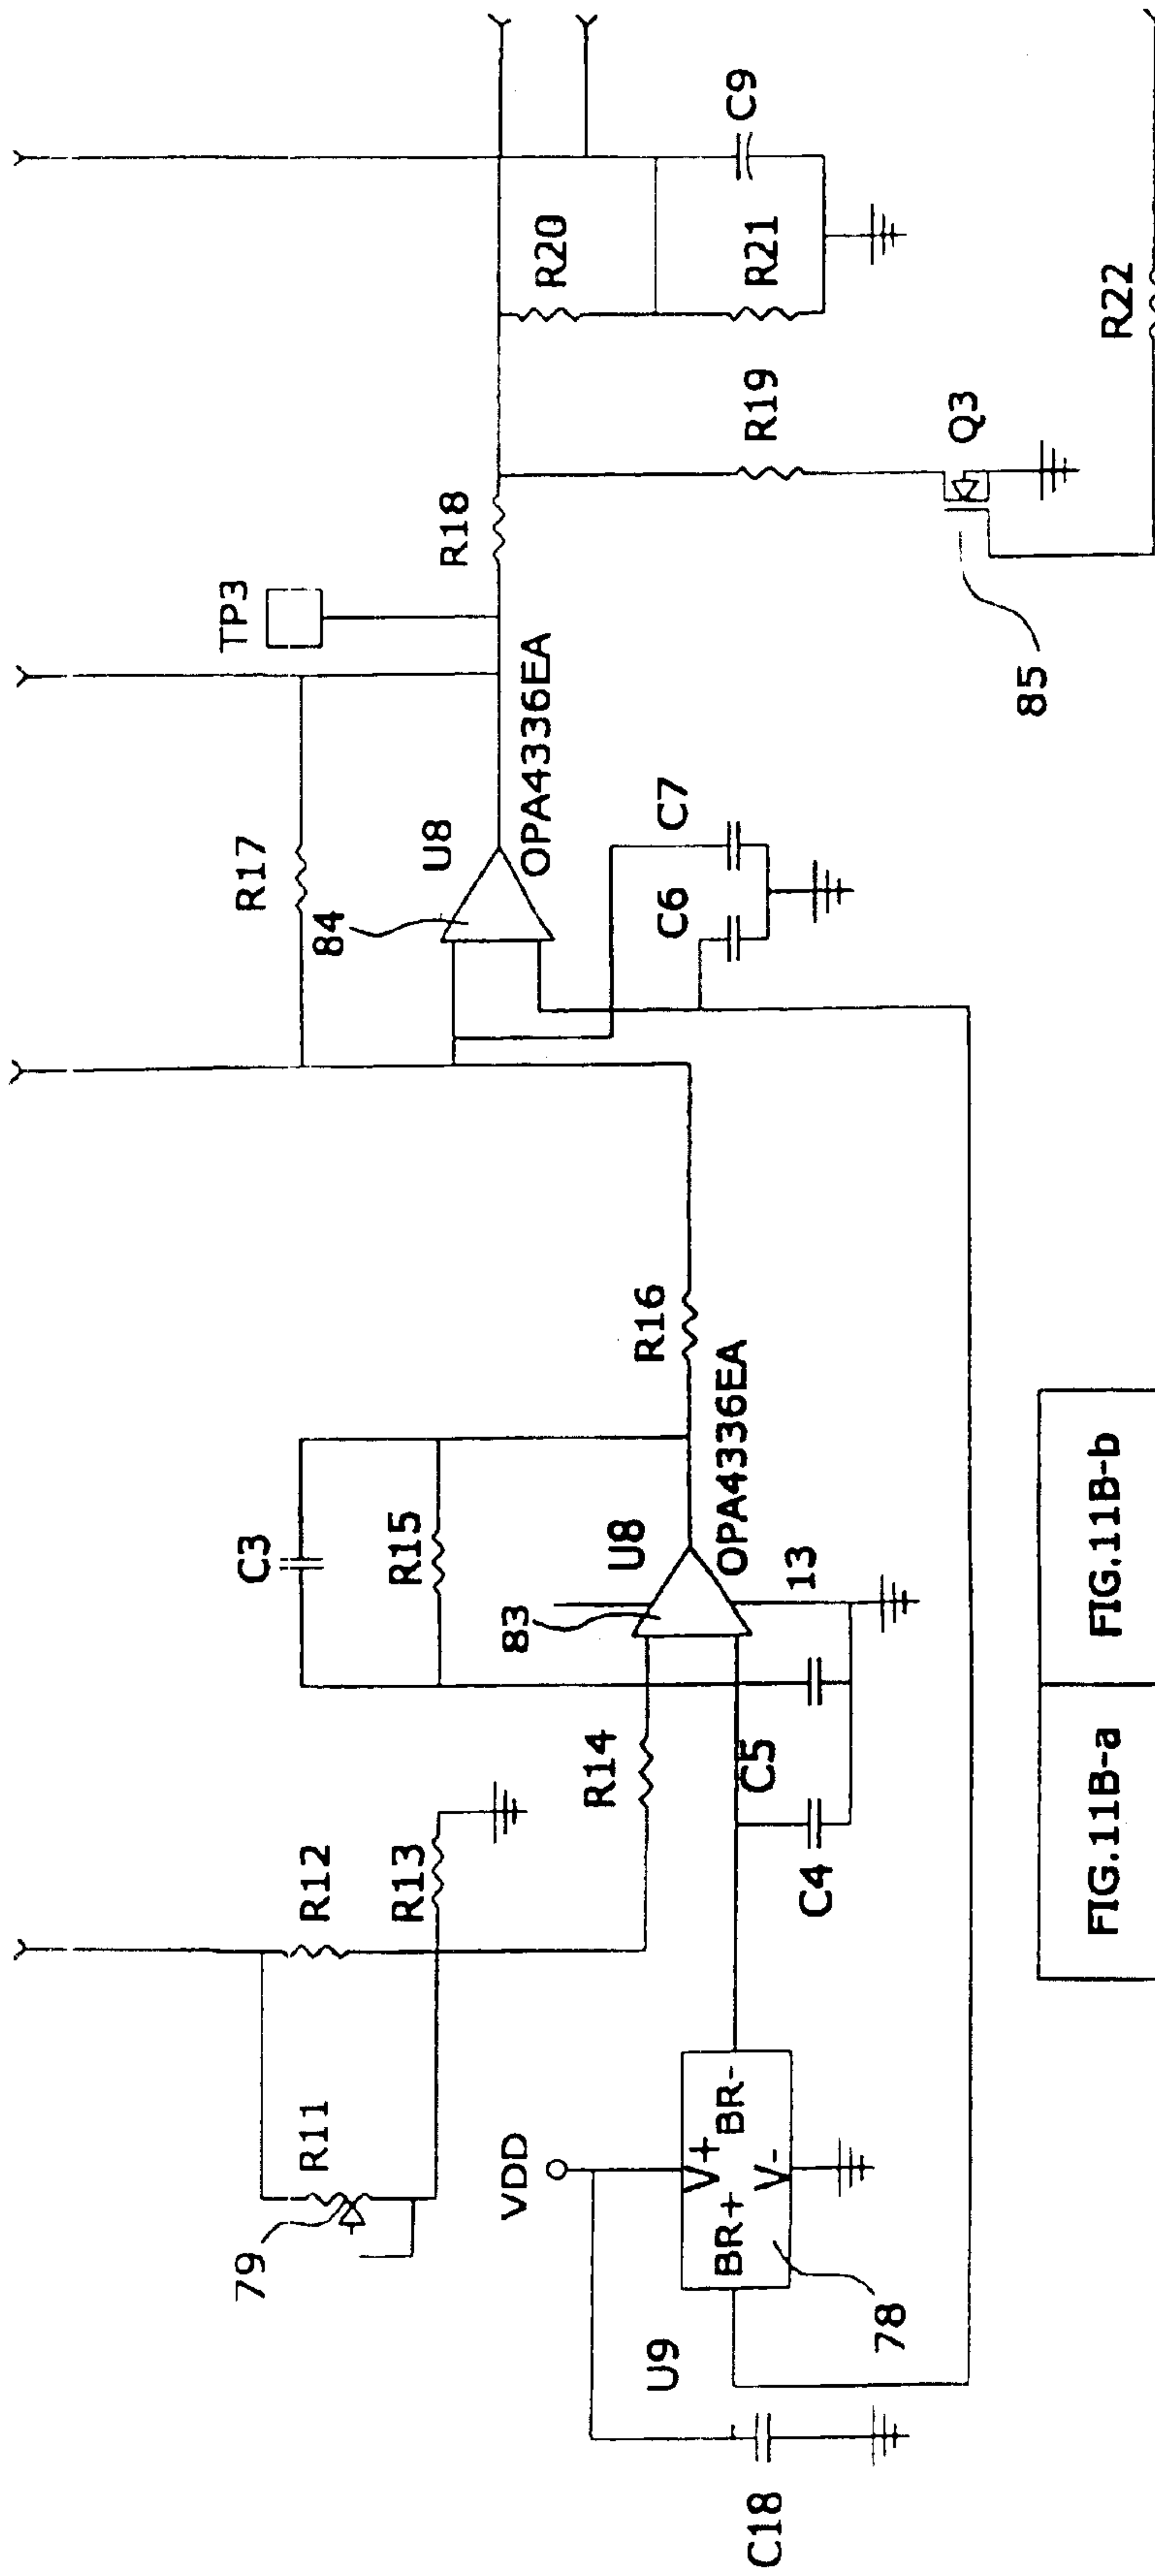 79
R11
R12
R13
VDD
U9
V+
BR+
BR-
V-
78
C18
R14
C4
C5
C3
R15
83
U8
OPA4336EA
13
R16
R17
84
U8
OPA4336EA
C6
C7
TP3
R18
R19
R20
R21
C9
Q3
85
R22
FIG.11B-a
FIG.11B-b